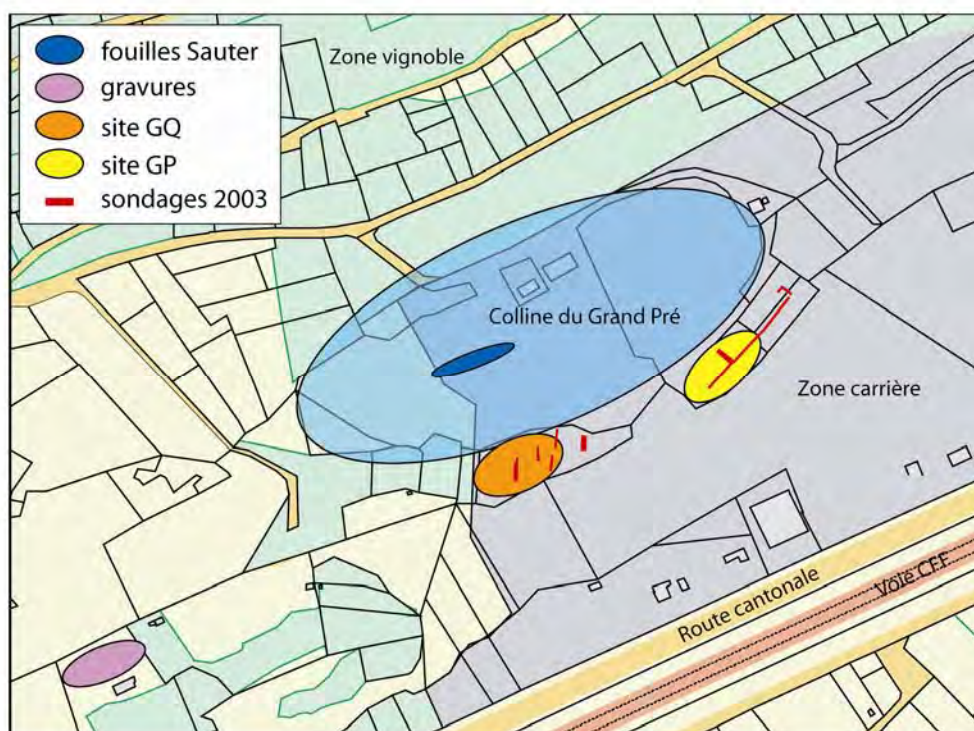 fouilles Sauter
gravures
site GQ
site GP
sondages 2003
Zone vignoble
Colline du Grand Pré
Zone carrière
Route cantonale
Voie CFF